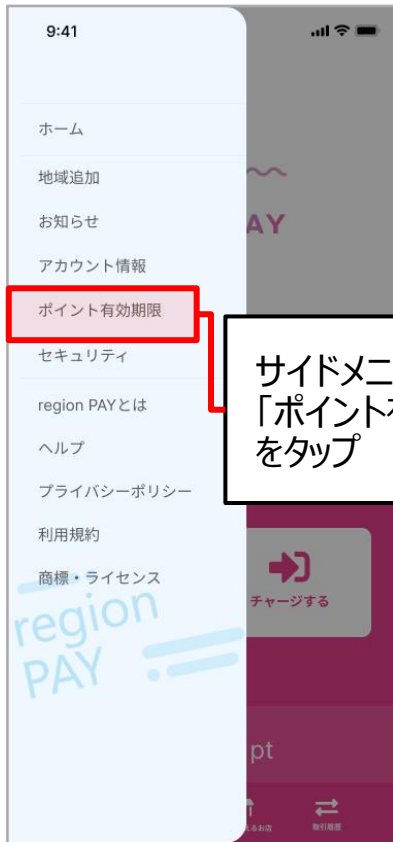 9:41
ホーム
地域追加
お知らせ
AY
アカウント情報
ポイント有効期限
セキュリティ
サイドメニ
「ポイント
をタップ
region PAYとは
ヘルプ
プライバシーポリシー
利用規約
商標・ライセンス
チャージする
region
PAY
pt
えるお店
取引履歴